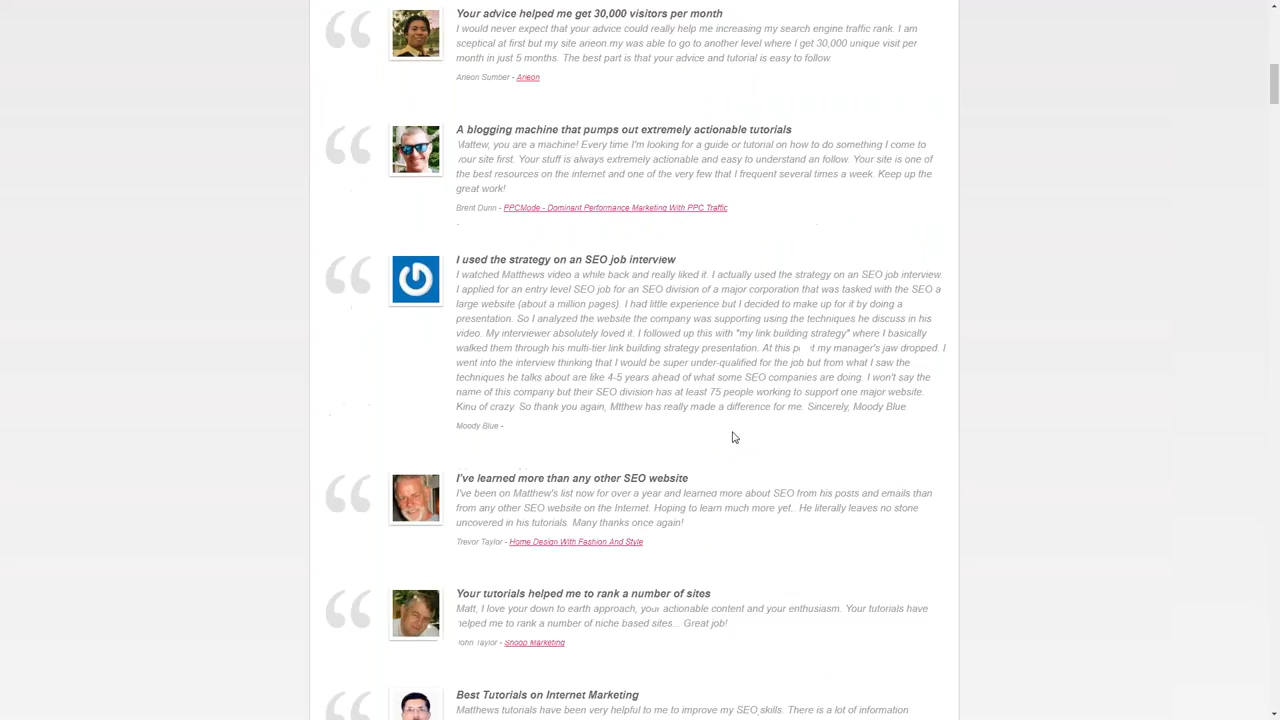 Your advice helped me get 30,000 visitors per month
I would never expect that your advice could really help me increasing my search engine traffic rank. I am
sceptical at first but my site arieon.my was able to go to another level where I get 30,000 unique visit per
month in just 5 months. The best part is that your advice and tutorial is easy to follow.
Arieon Sumber - Arieon
A blogging machine that pumps out extremely actionable tutorials
Mattew, you are a machine! Every time I'm looking for a guide or tutorial on how to do something I come to
your site first. Your stuff is always extremely actionable and easy to understand an follow. Your site is one of
the best resources on the internet and one of the very few that I frequent several times a week. Keep up the
great work!
Brent Dunn - PPCMode - Dominant Performance Marketing With PPC Traffic
I used the strategy on an SEO job interview
I watched Matthews video a while back and really liked it. I actually used the strategy on an SEO job interview.
I applied for an entry level SEO job for an SEO division of a major corporation that was tasked with the SEO a
large website (about a million pages). I had little experience but I decided to make up for it by doing a
presentation. So I analyzed the website the company was supporting using the techniques he discuss in his
video. My interviewer absolutely loved it. I followed up this with "my link building strategy" where I basically
walked them through his multi-tier link building strategy presentation. At this my manager's jaw dropped. I
went into the interview thinking that I would be super under-qualified for the job but from what I saw the
techniques he talks about are like 4-5 years ahead of what some SEO companies are doing. I won't say the
name of this company but their SEO division has at least 75 people working to support one major website.
Kind of crazy. So thank you again, Mtthew has really made a difference for me. Sincerely, Moody Blue
Moody Blue -
I've learned more than any other SEO website
I've been on Matthew's list now for over a year and learned more about SEO from his posts and emails than
from any other SEO website on the Internet. Hoping to learn much more yet.. He literally leaves no stone
uncovered in his tutorials. Many thanks once again!
Trevor Taylor - Home Design With Fashion And Style
Your tutorials helped me to rank a number of sites
Matt, I love your down to earth approach, your actionable content and your enthusiasm. Your tutorials have
helped me to rank a number of niche based sites... Great job!
John Taylor - Snoop Marketing
Best Tutorials on Internet Marketing
Matthews tutorials have been very helpful to me to improve my SEO skills. There is a lot of information